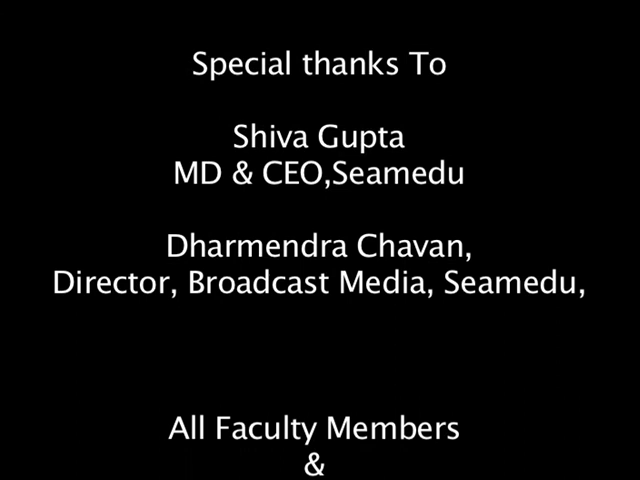 Special thanks To
Shiva Gupta
MD & CEO,Seamedu
Dharmendra Chavan,
Director, Broadcast Media, Seamedu,
All Faculty Members
&